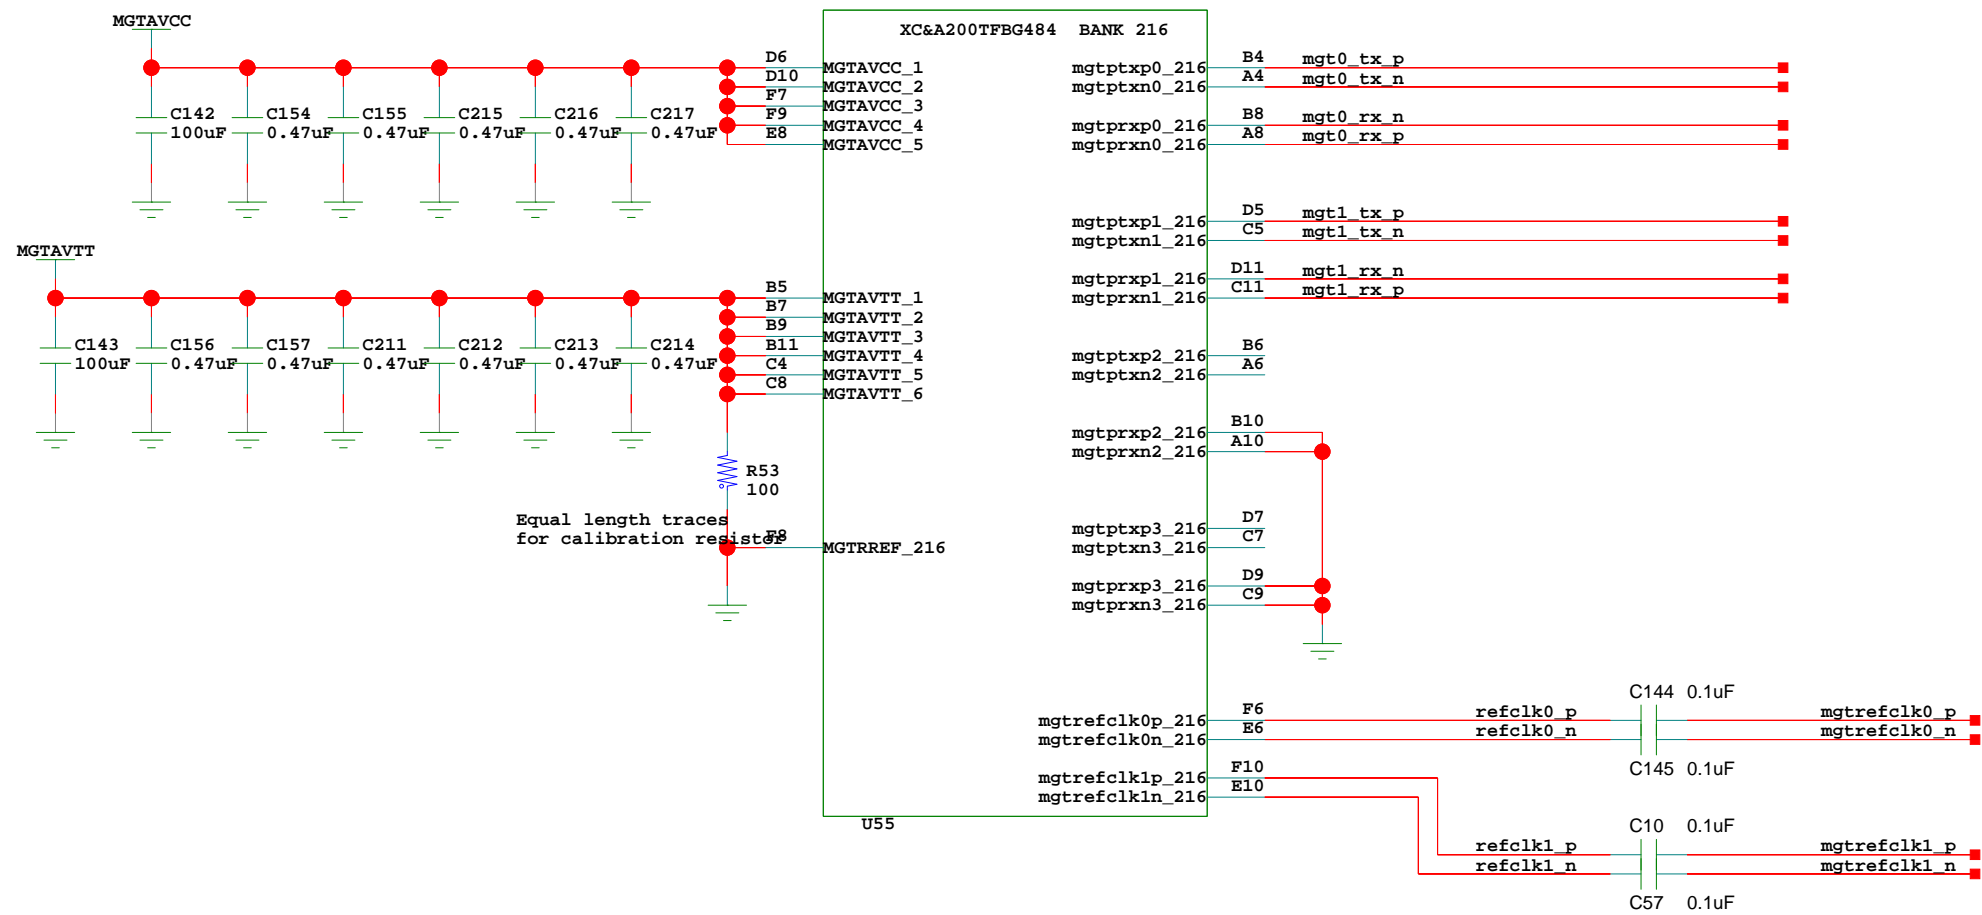 MGTAVCC
C142
100uF
C154
0.47uF
C155
0.47uF
C215
0.47uF
C216
0.47uF
C217
0.47uF
MGTAVTT
C143
100uF
C156
0.47uF
C157
0.47uF
C211
0.47uF
C212
0.47uF
C213
0.47uF
C214
0.47uF
R53
100
Equal length traces
for calibration resistor
XC&A200TFBG484 BANK 216
D6 MGTAVCC_1
D10 MGTAVCC_2
F7 MGTAVCC_3
F9 MGTAVCC_4
E8 MGTAVCC_5
B5 MGTAVTT_1
B7 MGTAVTT_2
B9 MGTAVTT_3
B11 MGTAVTT_4
C4 MGTAVTT_5
C8 MGTAVTT_6
F8 MGTRREF_216
mgtptxp0_216 B4 mgt0_tx_p
mgtptxn0_216 A4 mgt0_tx_n
mgtprxp0_216 B8 mgt0_rx_n
mgtprxn0_216 A8 mgt0_rx_p
mgtptxp1_216 D5 mgt1_tx_p
mgtptxn1_216 C5 mgt1_tx_n
mgtprxp1_216 D11 mgt1_rx_n
mgtprxn1_216 C11 mgt1_rx_p
mgtptxp2_216 B6
mgtptxn2_216 A6
mgtprxp2_216 B10
mgtprxn2_216 A10
mgtptxp3_216 D7
mgtptxn3_216 C7
mgtprxp3_216 D9
mgtprxn3_216 C9
C144 0.1uF
mgtrefclk0p_216 F6 refclk0_p mgtrefclk0_p
mgtrefclk0n_216 E6 refclk0_n mgtrefclk0_n
C145 0.1uF
mgtrefclk1p_216 F10
mgtrefclk1n_216 E10
U55
C10 0.1uF
refclk1_p mgtrefclk1_p
refclk1_n mgtrefclk1_n
C57 0.1uF